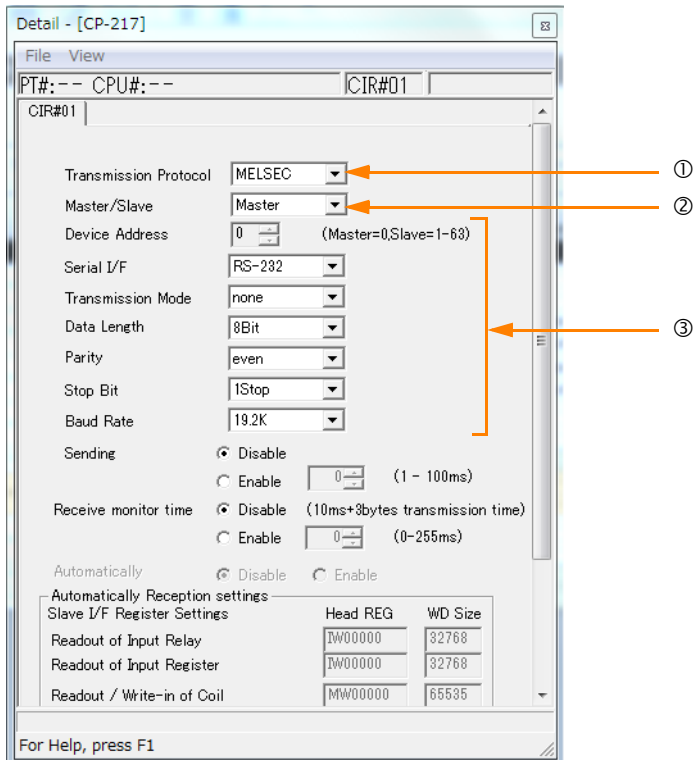 Detail - [CP-217]
File View
PT#:-- CPU#:-- CIR#01
CIR#01
Transmission Protocol MELSEC ①
Master/Slave Master ②
Device Address 0 (Master=0,Slave=1-63)
Serial I/F RS-232
Transmission Mode none
Data Length 8Bit ③
Parity even
Stop Bit 1Stop
Baud Rate 19.2K
Sending Disable
Enable 0 (1 - 100ms)
Receive monitor time Disable (10ms+3bytes transmission time)
Enable 0 (0-255ms)
Automatically Disable Enable
Automatically Reception settings
Slave I/F Register Settings Head REG WD Size
Readout of Input Relay IW00000 32768
Readout of Input Register IW00000 32768
Readout / Write-in of Coil MW00000 65535
For Help, press F1